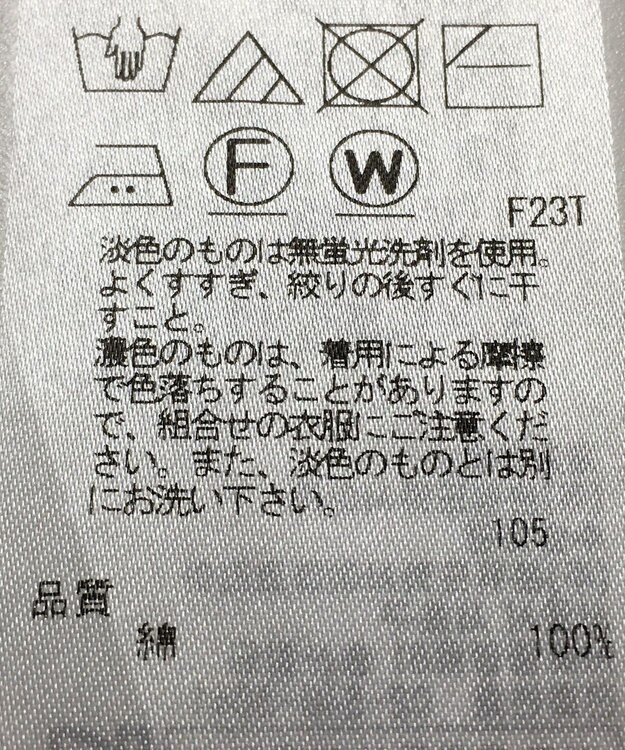 F W
F23T
淡色のものは無蛍光洗剤を使用。
よくすすぎ、絞りの後すぐに干
すこと。
濃色のものは、着用による摩擦
で色落ちすることがありますの
で、組合せの衣服にご注意くだ
さい。また、淡色のものとは別
にお洗い下さい。
105
品質
綿 100%